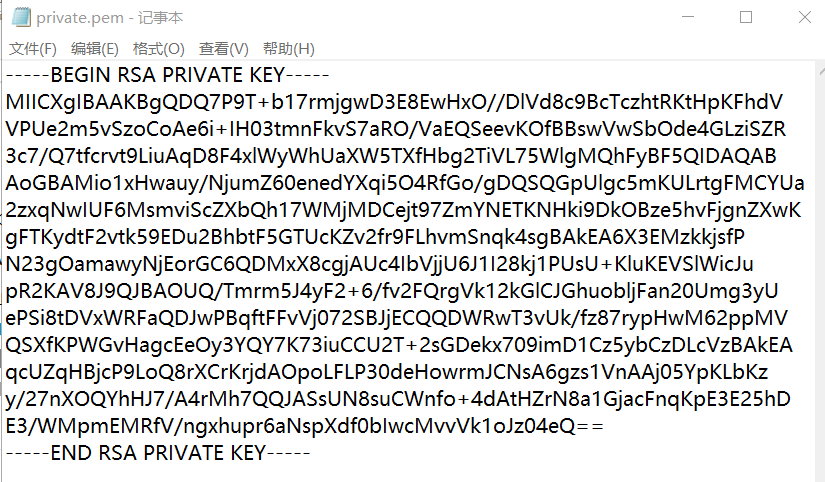 private.pem - 记事本
文件(F) 编辑(E) 格式(O) 查看(V) 帮助(H)
-----BEGIN RSA PRIVATE KEY-----
MIICXgIBAAKBgQDQ7P9T+b17rmjgwD3E8EwHxO//DlVd8c9BcTczhtRKtHpKFhdV
VPUe2m5vSzoCoAe6i+IH03tmnFkvS7aRO/VaEQSeevKOfBBswVwSbOde4GLziSZR
3c7/Q7tfcrvt9LiuAqD8F4xlWyWhUaXW5TXfHbg2TiVL75WlgMQhFyBF5QIDAQAB
AoGBAMio1xHwauy/NjumZ60enedYXqi5O4RfGo/gDQSQGpUlgc5mKULrtgFMCYUa
2zxqNwIUF6MsmviScZXbQh17WMjMDCejt97ZmYNETKNHki9DkOBze5hvFjgnZXwK
gFTKydtF2vtk59EDu2BhbtF5GTUcKZv2fr9FLhvmSnqk4sgBAkEA6X3EMzkkjsfP
N23gOamawyNjEorGC6QDMxX8cgjAUc4IbVjjU6J1I28kj1PUsU+KluKEVSlWicJu
pR2KAV8J9QJBAOUQ/Tmrm5J4yF2+6/fv2FQrgVk12kGlCJGhuobljFan20Umg3yU
ePSi8tDVxWRFaQDJwPBqftFFvVj072SBJjECQQDWRwT3vUk/fz87rypHwM62ppMV
QSXfKPWGvHagcEeOy3YQY7K73iuCCU2T+2sGDekx709imD1Cz5ybCzDLcVzBAkEA
qcUZqHBjcP9LoQ8rXCrKrjdAOpoLFLP30deHowrmJCNsA6gzs1VnAAj05YpKLbKz
y/27nXOQYhHJ7/A4rMh7QQJASsUN8suCWnfo+4dAtHZrN8a1GjacFnqKpE3E25hD
E3/WMpmEMRfV/ngxhupr6aNspXdf0bIwcMvvVk1oJz04eQ==
-----END RSA PRIVATE KEY-----